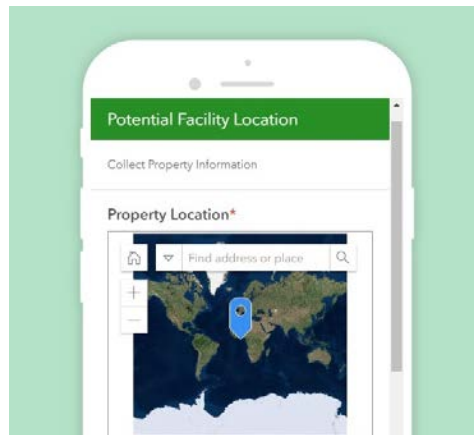 Potential Facility Location
Collect Property Information
Property Location*
Find address or place